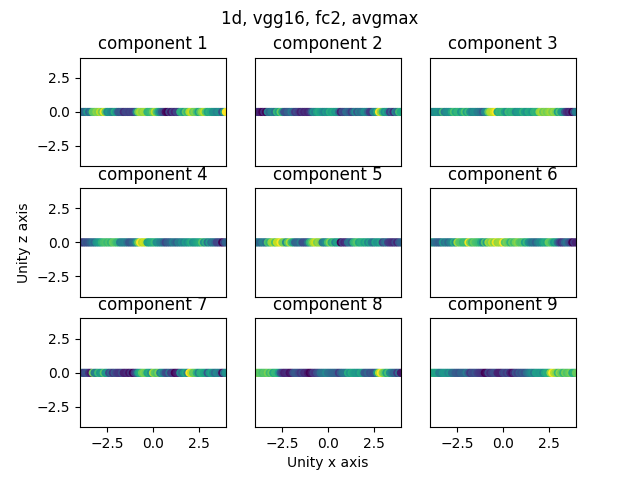 1d, vgg16, fc2, avgmax
component 1
component 2
component 3
2.5
0.0
−2.5
component 4
component 5
component 6
2.5
0.0
−2.5
Unity z axis
component 7
component 8
component 9
2.5
0.0
−2.5
−2.5 0.0 2.5
−2.5 0.0 2.5
−2.5 0.0 2.5
Unity x axis